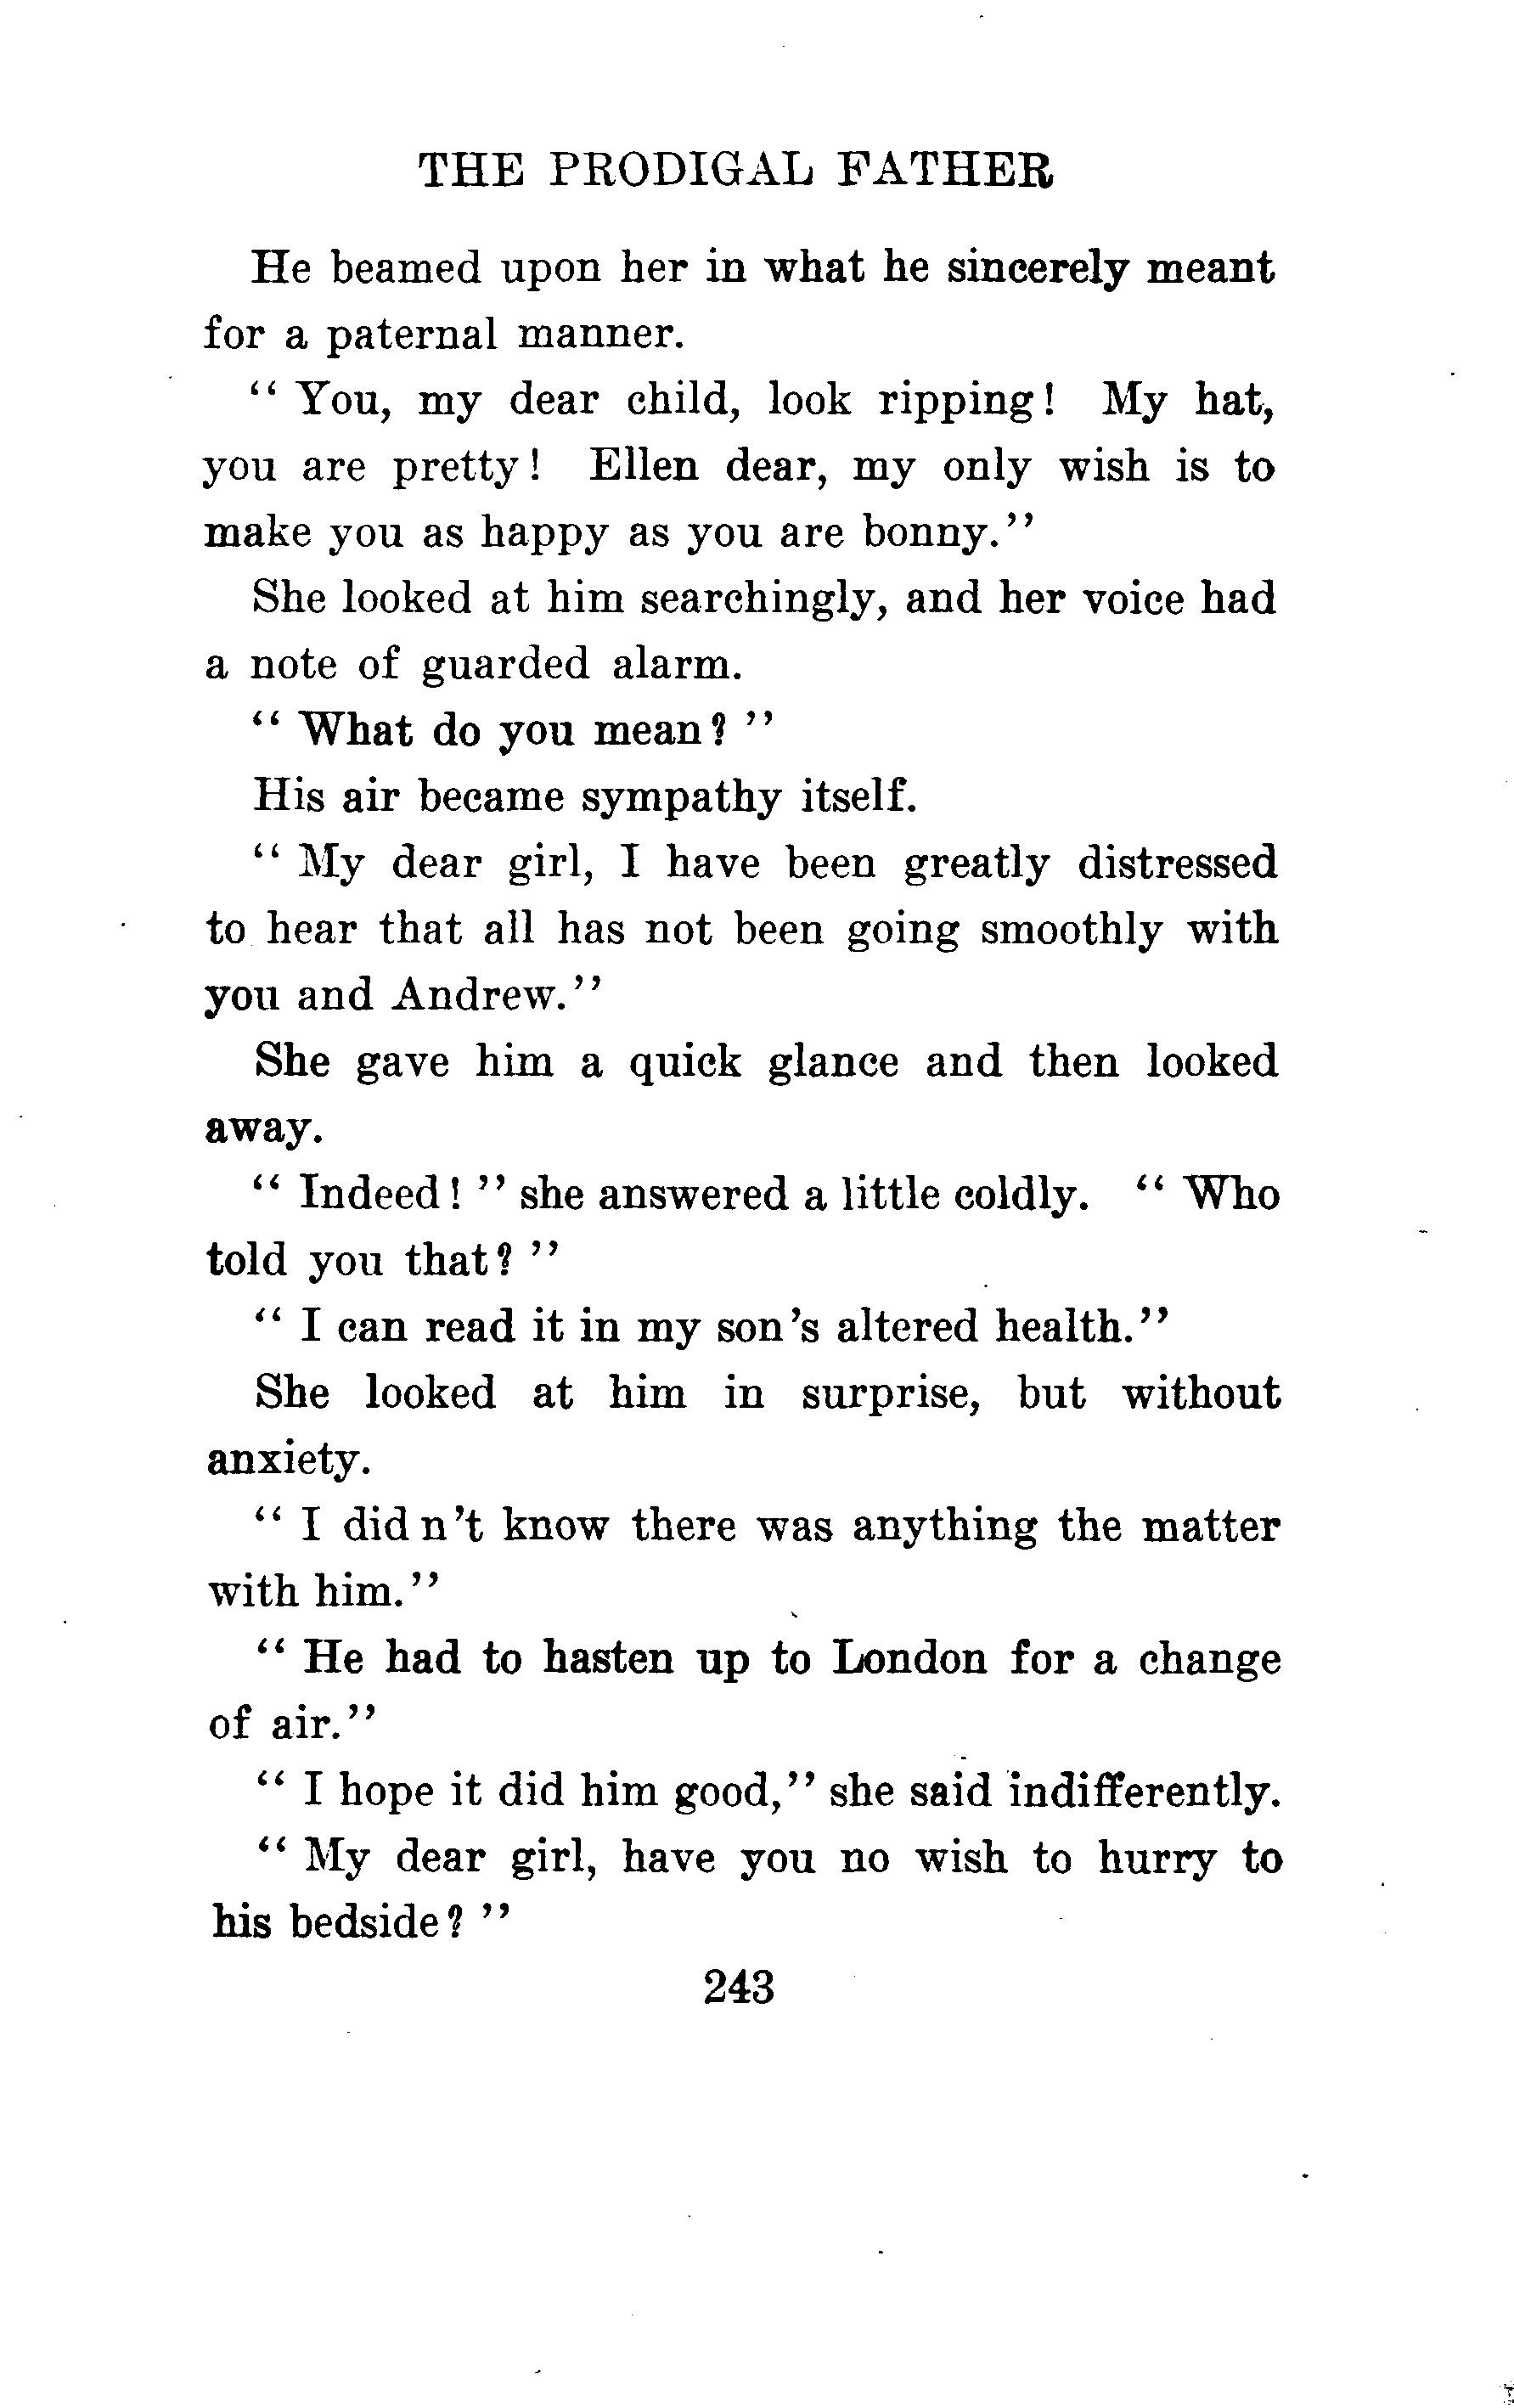 THE PRODIGAL FATHER
He beamed upon her in what he sincerely meant
for a paternal manner.
“ You, my dear child, look ripping! My hat,
you are pretty! Ellen dear, my only wish is to
make you as happy as you are bonny.”
She looked at him searchingly, and her voice had
a note of guarded alarm.
“ What do you mean? ”
His air became sympathy itself.
“ My dear girl, I have been greatly distressed
to hear that all has not been going smoothly with
you and Andrew.”
She gave him a quick glance and then looked
away.
“ Indeed! ” she answered a little coldly. “ Who
told you that? ”
“ I can read it in my son's altered health.”
She looked at him in surprise, but without
anxiety.
“ I did n't know there was anything the matter
with him.”
“ He had to hasten up to London for a change
of air.”
“ I hope it did him good,” she said indifferently.
“ My dear girl, have you no wish to hurry to
his bedside? ”
243